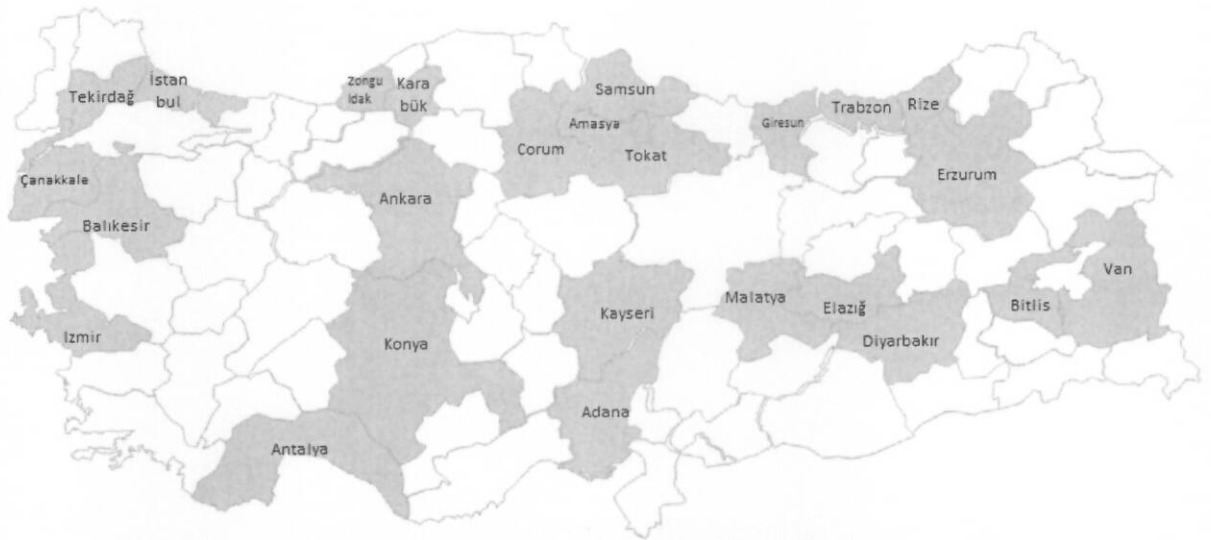 Tekirdağ
İstan
bul
Zongu
ldak
Kara
bük
Samsun
Amasya
Corum
Tokat
Giresun
Trabzon
Rize
Erzurum
Çanakkale
Balıkesir
Ankara
Van
Bitlis
Malatya
Elazığ
Diyarbakır
Kayseri
Konya
Izmir
Adana
Antalya